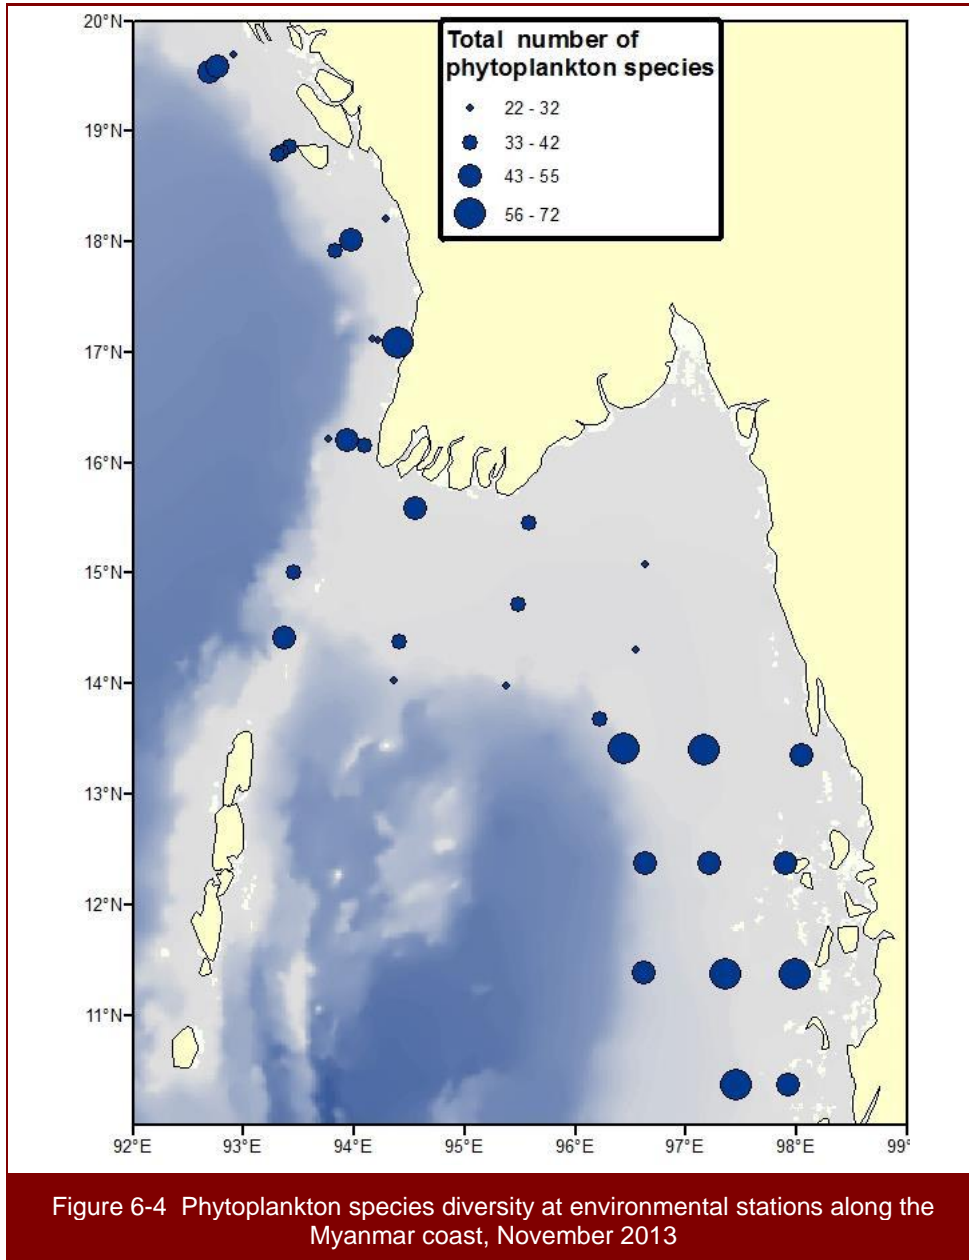 20°N
19°N
18°N
17°N
16°N
15°N
14°N
13°N
12°N
11°N
92°E 93°E 94°E 95°E 96°E 97°E 98°E 99°
Total number of
phytoplankton species
22 - 32
33 - 42
43 - 55
56 - 72
Figure 6-4 Phytoplankton species diversity at environmental stations along the
Myanmar coast, November 2013